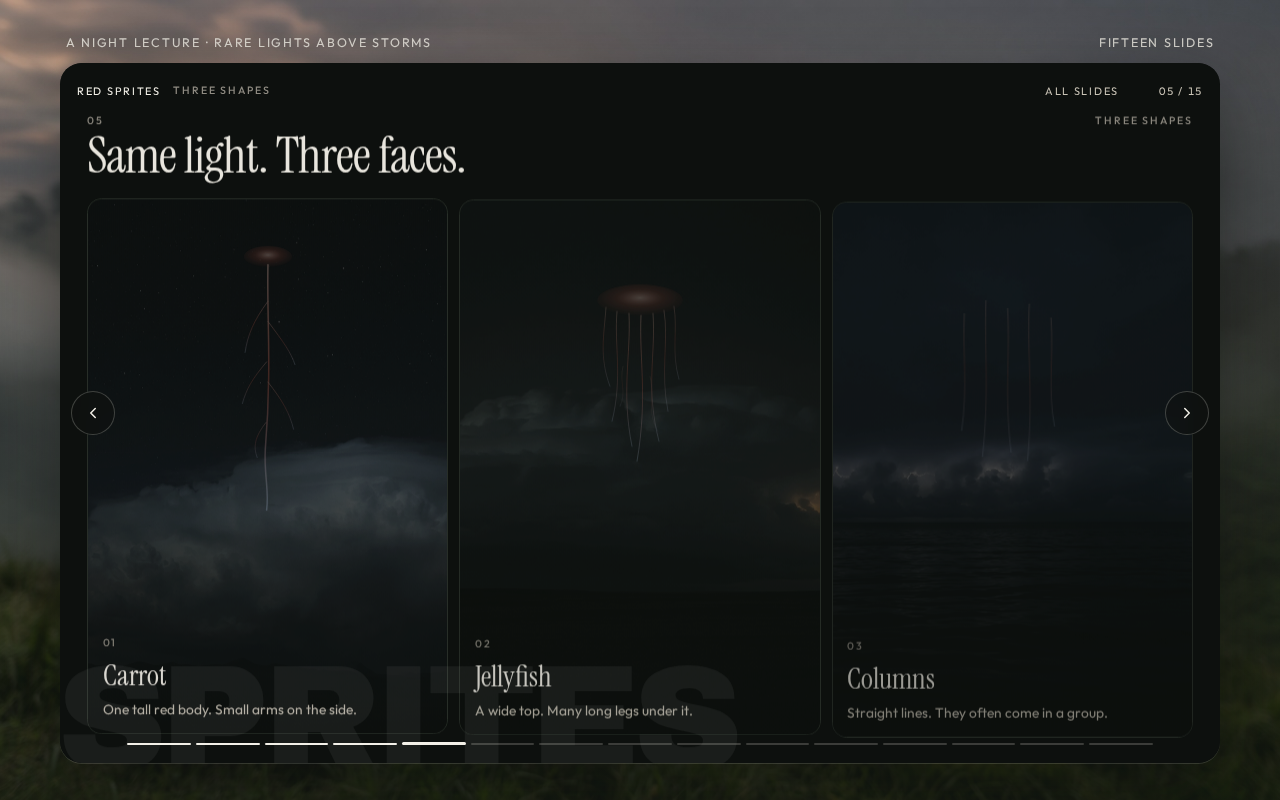 A NIGHT LECTURE · RARE LIGHTS ABOVE STORMS
FIFTEEN SLIDES
RED SPRITES
THREE SHAPES
ALL SLIDES
05 / 15
05
THREE SHAPES
Same light. Three faces.
01
Carrot
One tall red body. Small arms on the side.
02
Jellyfish
A wide top. Many long legs under it.
03
Columns
Straight lines. They often come in a group.
SPRITES